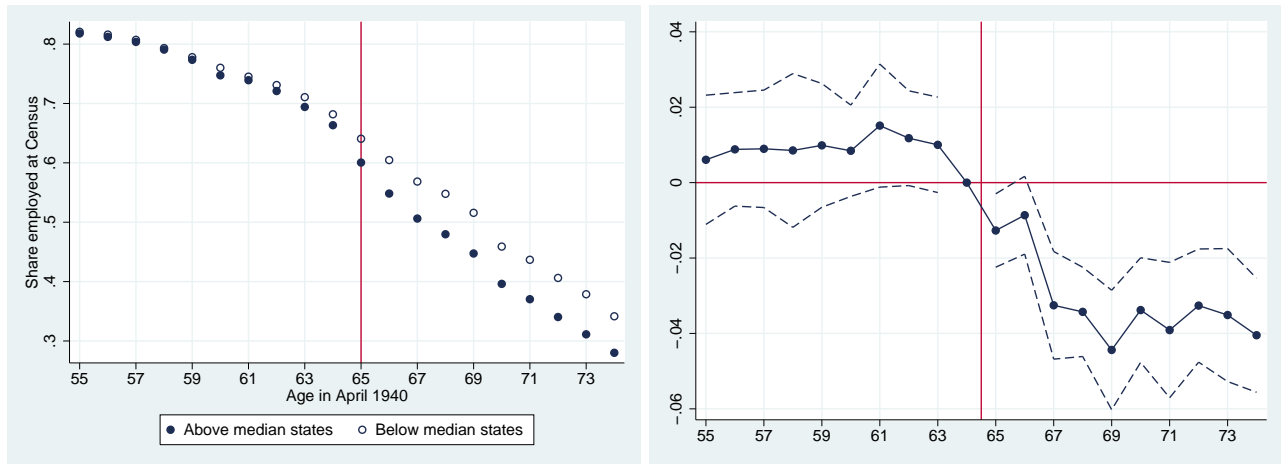 .8
.7
.6
.5
.4
.3
Share employed at Census
55 57 59 61 63 65 67 69 71 73
Age in April 1940
Above median states Below median states
.04
.02
0
-.02
-.04
-.06
55 57 59 61 63 65 67 69 71 73